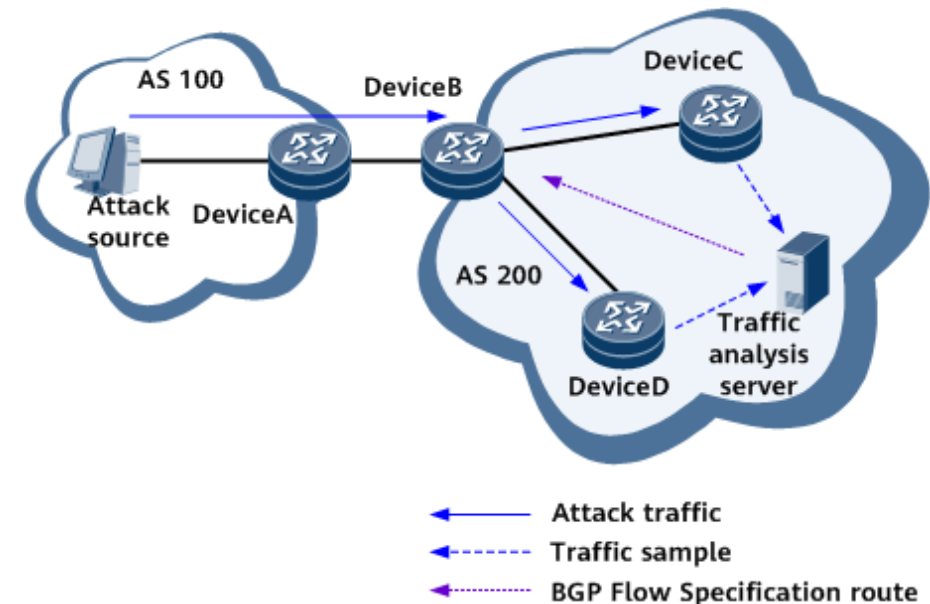 AS 100
DeviceB
DeviceC
Attack
source
DeviceA
AS 200
DeviceD
Traffic
analysis
server
Attack traffic
Traffic sample
BGP Flow Specification route